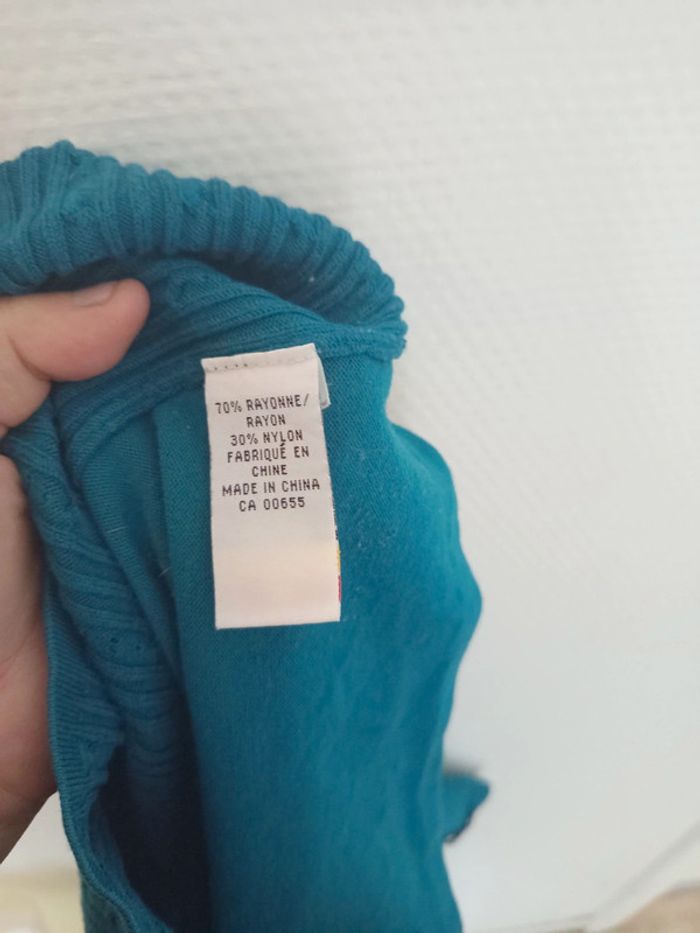 70% RAYONNE/
RAYON
30% NYLON
FABRIQUÉ EN
CHINE
MADE IN CHINA
CA 00655